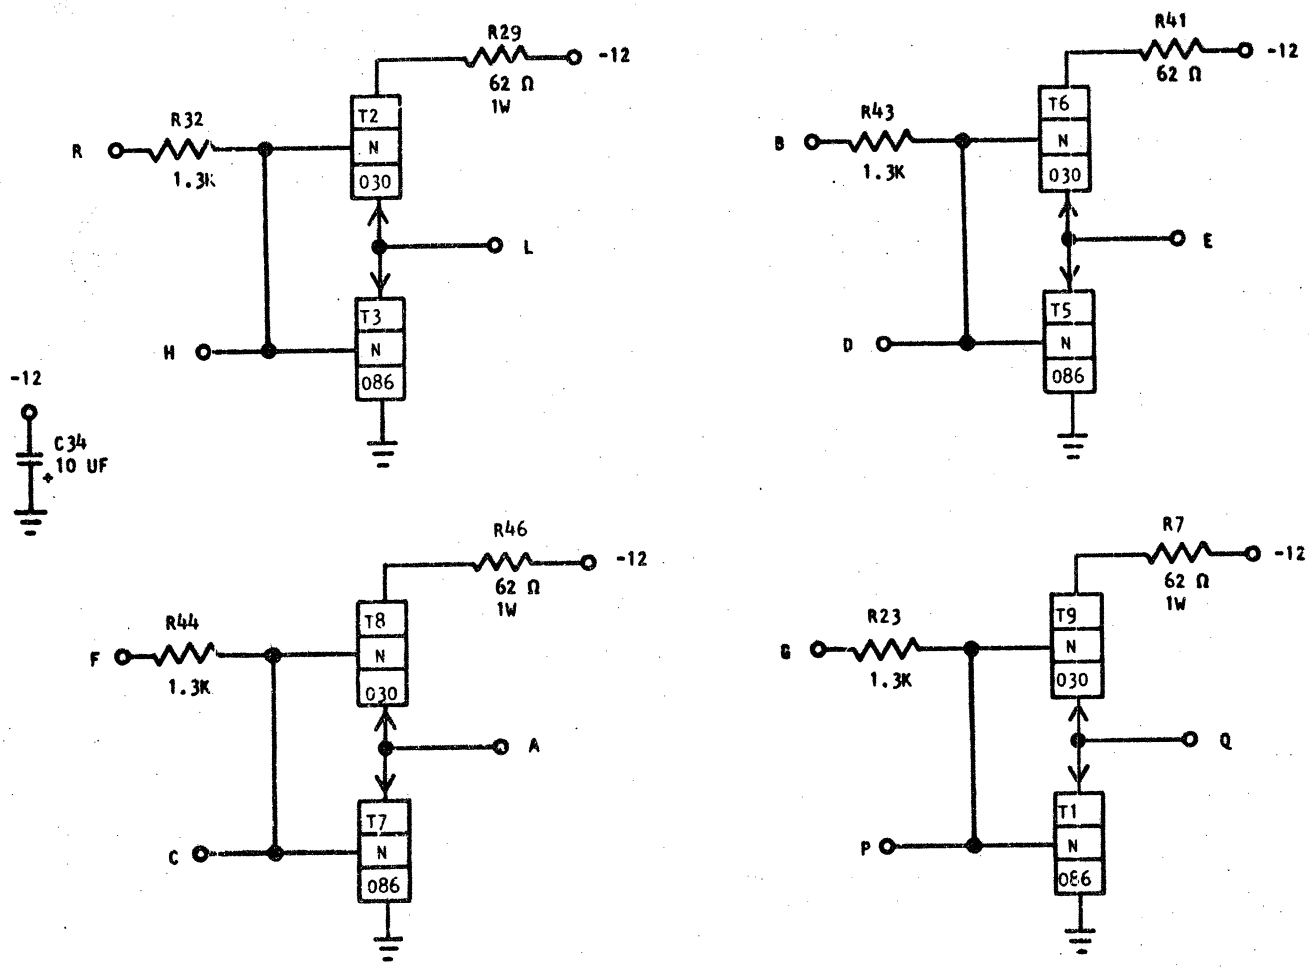 R29
-12
62 Ω
1W
R32
R
1.3K
T2
N
030
L
T3
N
086
H
R41
-12
62 Ω
R43
B
1.3K
T6
N
030
E
T5
N
086
D
-12
C34
10 UF
+
R46
-12
62 Ω
1W
R44
F
1.3K
T8
N
030
A
T7
N
086
C
R7
-12
62 Ω
1W
R23
G
1.3K
T9
N
030
Q
T1
N
086
P